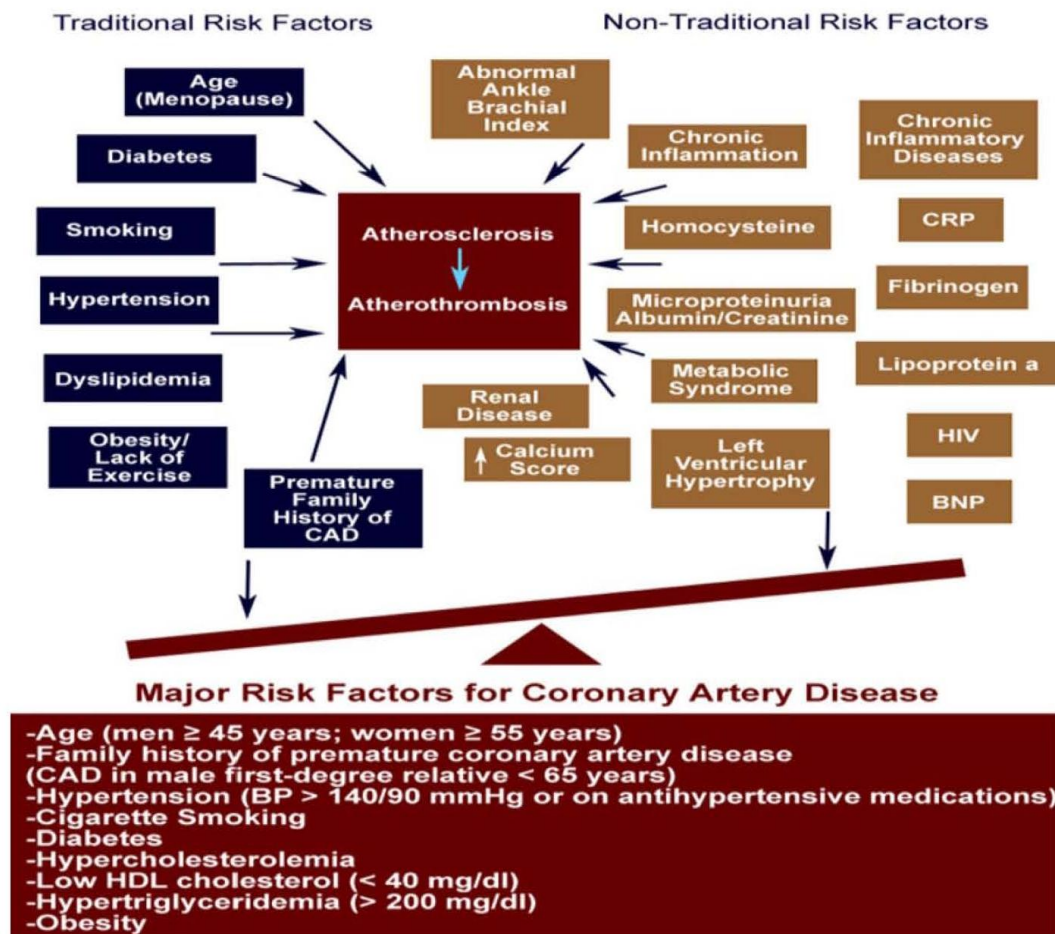 Traditional Risk Factors
Non-Traditional Risk Factors
Age
(Menopause)
Diabetes
Smoking
Hypertension
Dyslipidemia
Obesity/
Lack of
Exercise
Premature
Family
History of
CAD
Atherosclerosis
Atherothrombosis
Abnormal
Ankle
Brachial
Index
Chronic
Inflammation
Homocysteine
Microproteinuria
Albumin/Creatinine
Metabolic
Syndrome
Renal
Disease
Calcium
Score
Left
Ventricular
Hypertrophy
Chronic
Inflammatory
Diseases
CRP
Fibrinogen
Lipoprotein a
HIV
BNP
Major Risk Factors for Coronary Artery Disease
-Age (men ≥ 45 years; women ≥ 55 years)
-Family history of premature coronary artery disease
(CAD in male first-degree relative < 65 years)
-Hypertension (BP > 140/90 mmHg or on antihypertensive medications)
-Cigarette Smoking
-Diabetes
-Hypercholesterolemia
-Low HDL cholesterol (< 40 mg/dl)
-Hypertriglyceridemia (> 200 mg/dl)
-Obesity